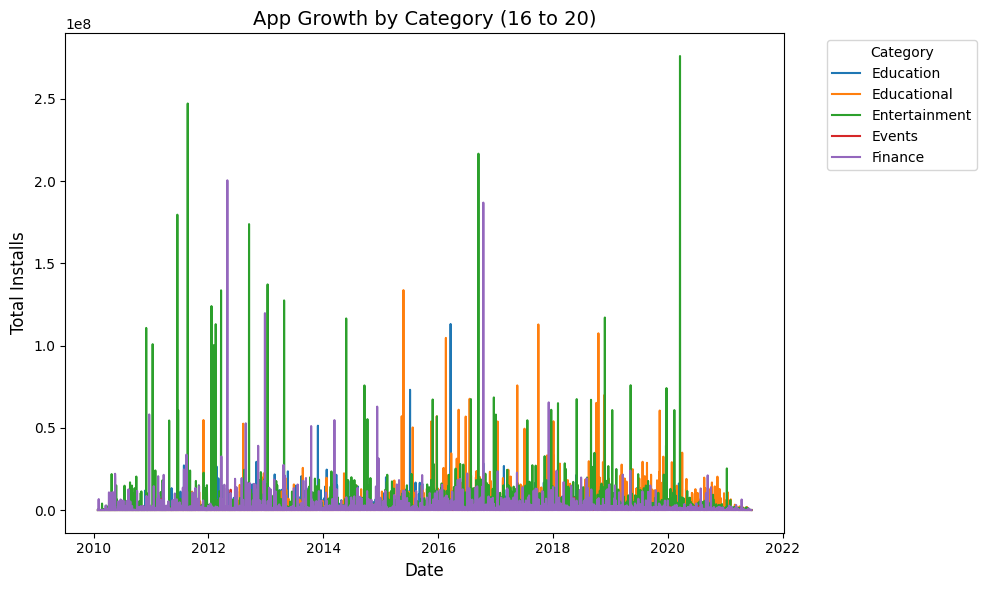 App Growth by Category (16 to 20)
1e8
Category
Education
Educational
Entertainment
Events
Finance
Total Installs
2.5
2.0
1.5
1.0
0.5
0.0
2010
2012
2014
2016
2018
2020
2022
Date